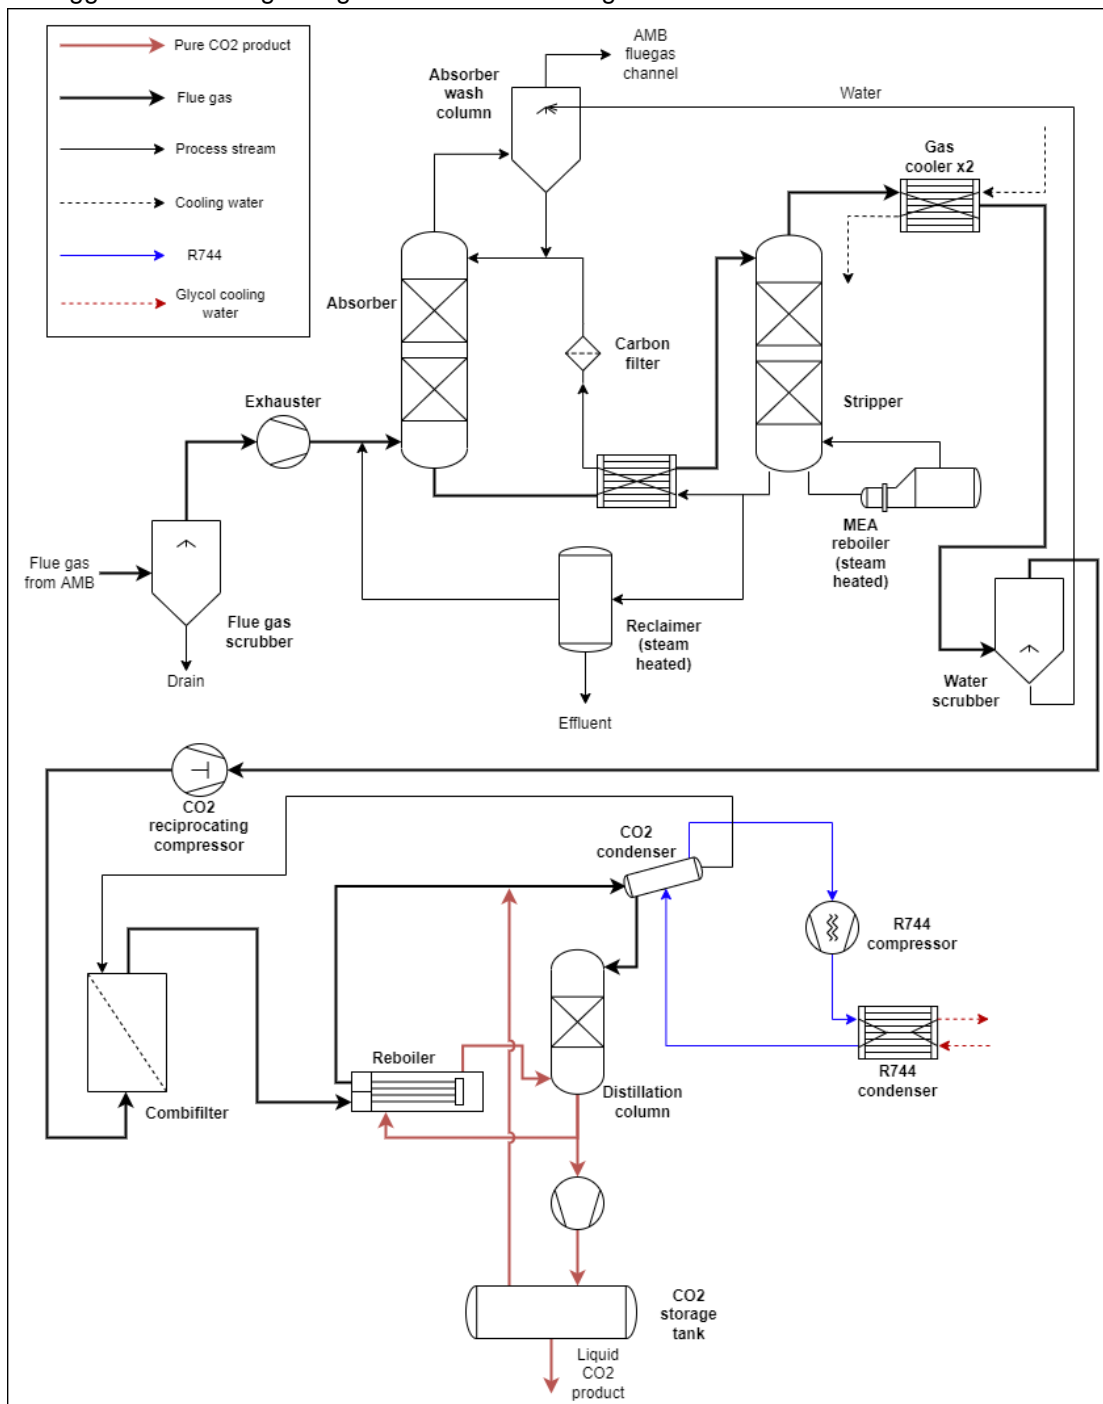 Pure CO2 product
Flue gas
Process stream
Cooling water
R744
Glycol cooling
water
AMB
fluegas
channel
Absorber
wash
column
Water
Gas
cooler x2
Absorber
Carbon
filter
Stripper
Exhauster
MEA
reboiler
(steam
heated)
Flue gas
from AMB
Flue gas
scrubber
Drain
Reclaimer
(steam
heated)
Effluent
Water
scrubber
CO2
reciprocating
compressor
CO2
condenser
R744
compressor
R744
condenser
Reboiler
Distillation
column
Combifilter
CO2
storage
tank
Liquid
CO2
product